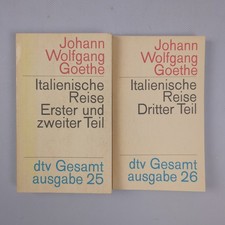 Johann
Wolfgang
Goethe
Italienische
Reise
Erster und
zweiter Teil
dtv Gesamt
ausgabe 25
Johann
Wolfgang
Goethe
Italienische
Reise
Dritter Teil
dtv Gesamt
ausgabe 26